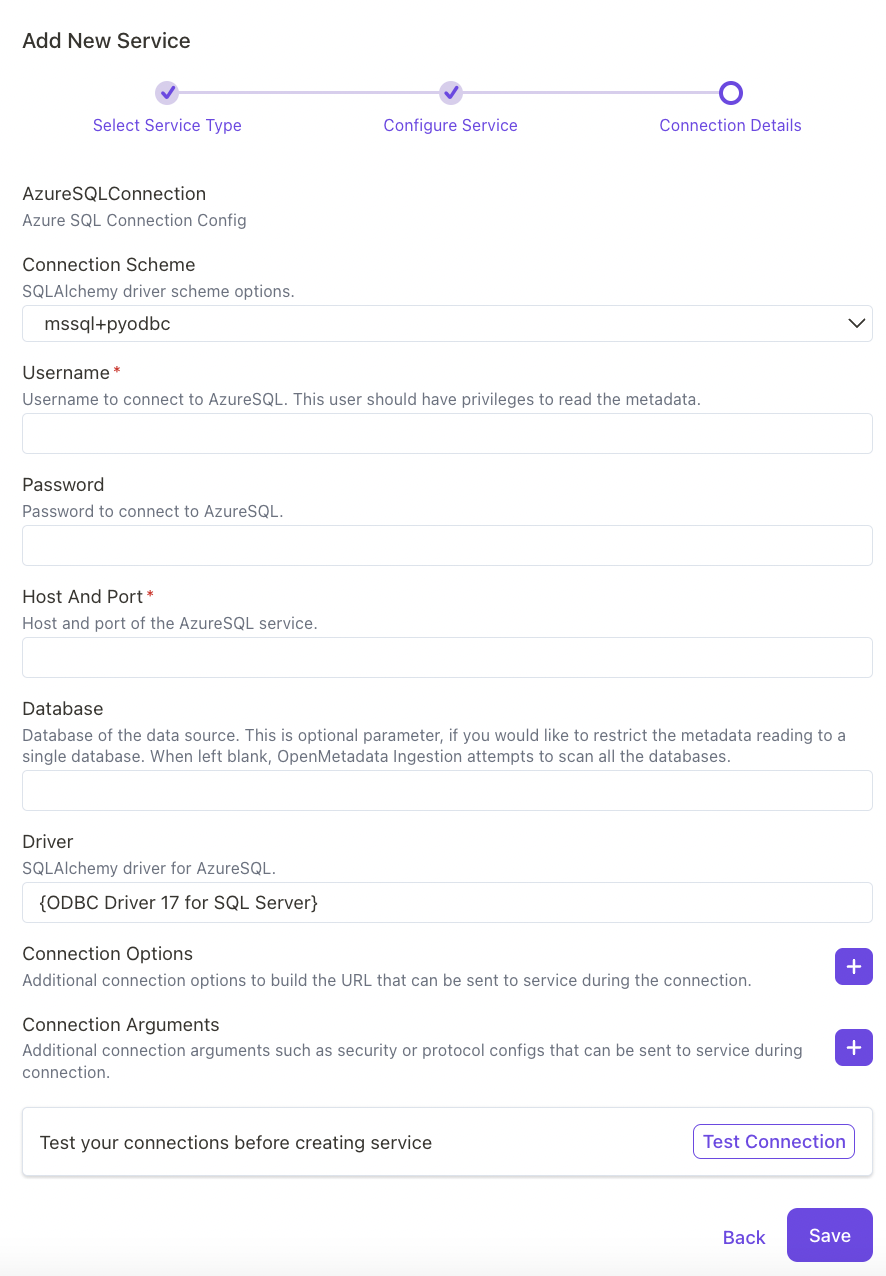 Add New Service
Select Service Type
Configure Service
Connection Details
AzureSQLConnection
Azure SQL Connection Config
Connection Scheme
SQLAlchemy driver scheme options.
mssql+pyodbc
Username*
Username to connect to AzureSQL. This user should have privileges to read the metadata.
Password
Password to connect to AzureSQL.
Host And Port*
Host and port of the AzureSQL service.
Database
Database of the data source. This is optional parameter, if you would like to restrict the metadata reading to a
single database. When left blank, OpenMetadata Ingestion attempts to scan all the databases.
Driver
SQLAlchemy driver for AzureSQL.
{ODBC Driver 17 for SQL Server}
Connection Options
Additional connection options to build the URL that can be sent to service during the connection.
Connection Arguments
Additional connection arguments such as security or protocol configs that can be sent to service during
connection.
Test your connections before creating service
Test Connection
Back
Save